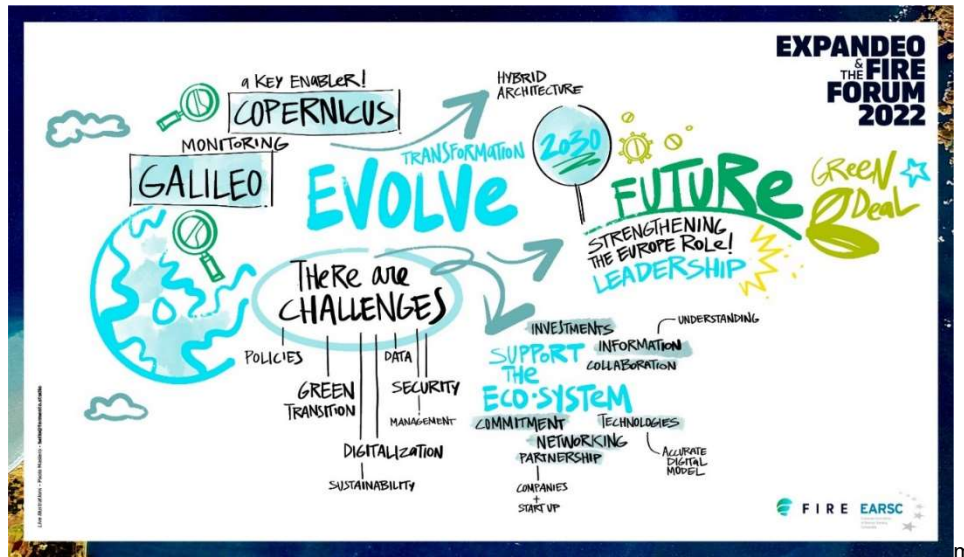 EXPANDEO
& THE FIRE
FORUM
2022
a KEY ENABLER!
COPERNICUS
MONITORING
GALILEO
HYBRID
ARCHITECTURE
TRANSFORMATION
EVOLVE
2030
FUTURE
STRENGTHENING
THE EUROPE ROLE!
LEADERSHIP
GREEN
DEAL
THERE are
CHALLENGES
POLICIES
GREEN
TRANSITION
DATA
SECURITY
MANAGEMENT
DIGITALIZATION
SUSTAINABILITY
SUPPORT
THE
ECO·SYSTEM
INVESTMENTS
INFORMATION
COLLABORATION
UNDERSTANDING
COMMITMENT
NETWORKING
PARTNERSHIP
COMPANIES
+
START UP
TECHNOLOGIES
ACCURATE
DIGITAL
MODEL
FIRE EARSC